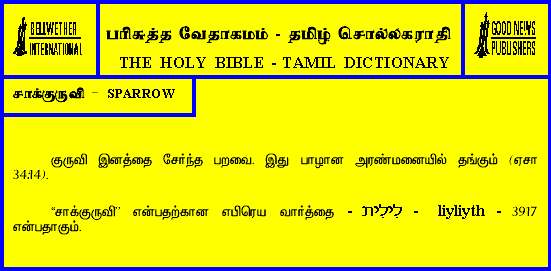 BELLWETHER
INTERNATIONAL
பரிசுத்த வேதாகமம் - தமிழ் சொல்லகராதி
THE HOLY BIBLE - TAMIL DICTIONARY
GOOD NEWS
PUBLISHERS
சாக்குருவி - SPARROW
குருவி இனத்தை சேர்ந்த பறவை. இது பாழான அரண்மனையில் தங்கும் (ஏசா
34:14).
“சாக்குருவி” என்பதற்கான எபிரெய வார்த்தை - לִילִית - liyliyth - 3917
என்பதாகும்.